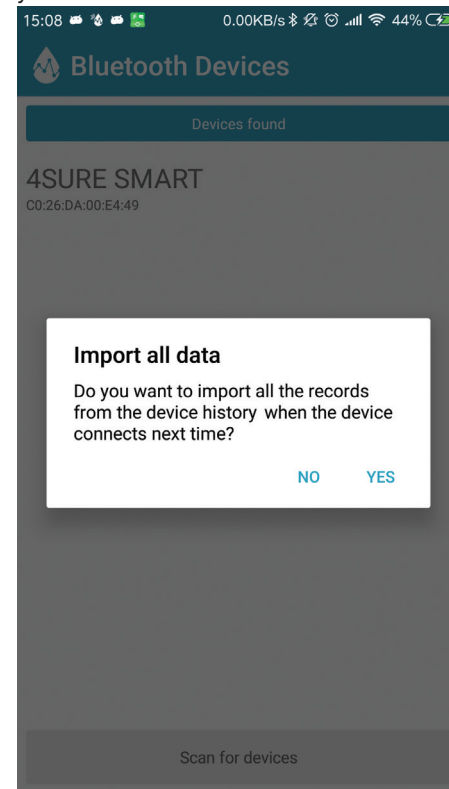 15:08 0.00KB/s 44%
Bluetooth Devices
Devices found
4SURE SMART
C0:26:DA:00:E4:49
Import all data
Do you want to import all the records
from the device history when the device
connects next time?
NO YES
Scan for devices